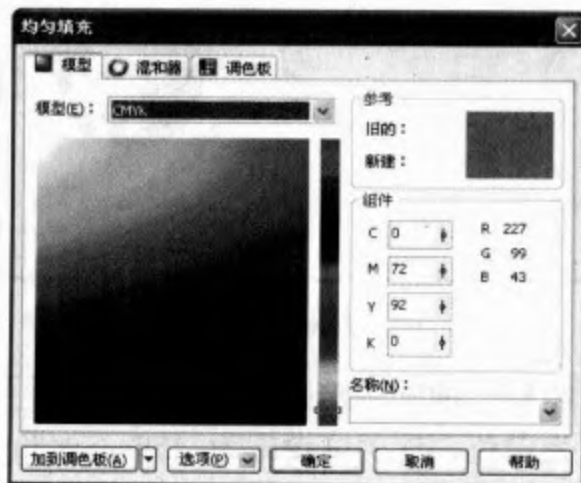 均匀填充
模型 混和器 调色板
模型(E)： CMYK
参考
旧的：
新建：
组件
C 0 R 227
G 99
M 72 B 43
Y 92
K 0
名称(N)：
加到调色板(A) 选项(P) 确定 取消 帮助